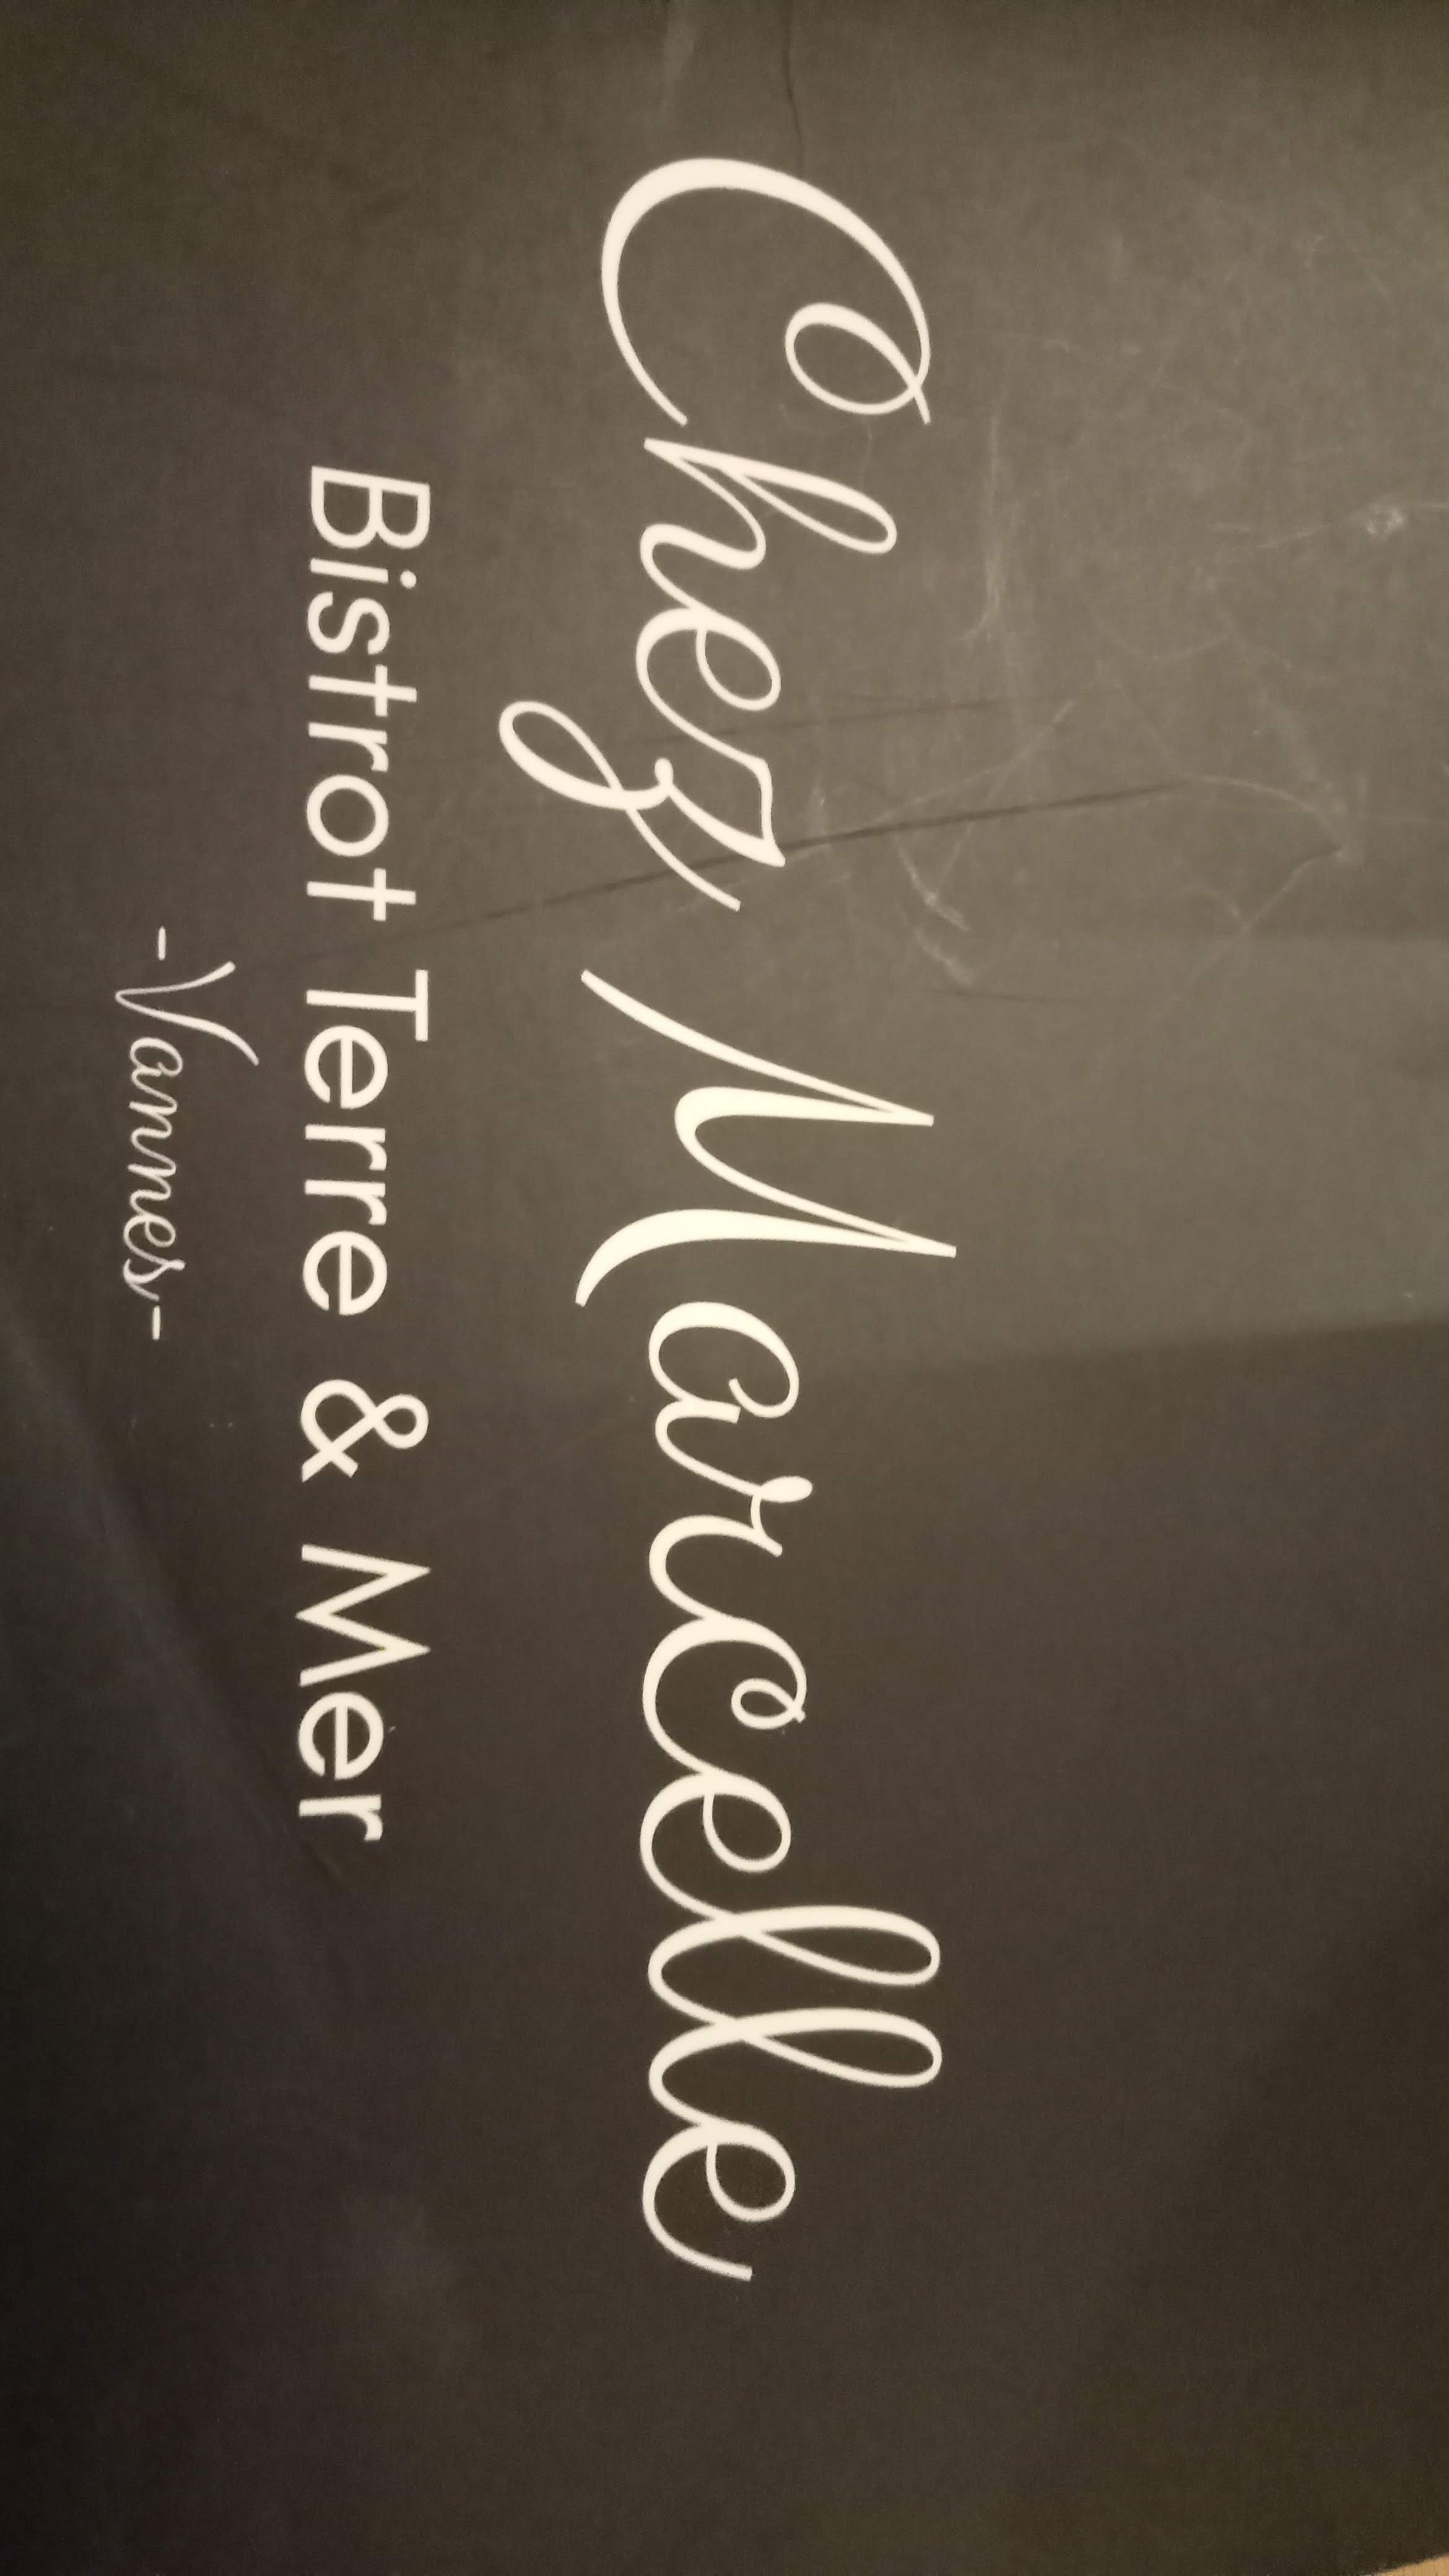 Chez Marcelle
Bistrot Terre & Mer
-Vannes-